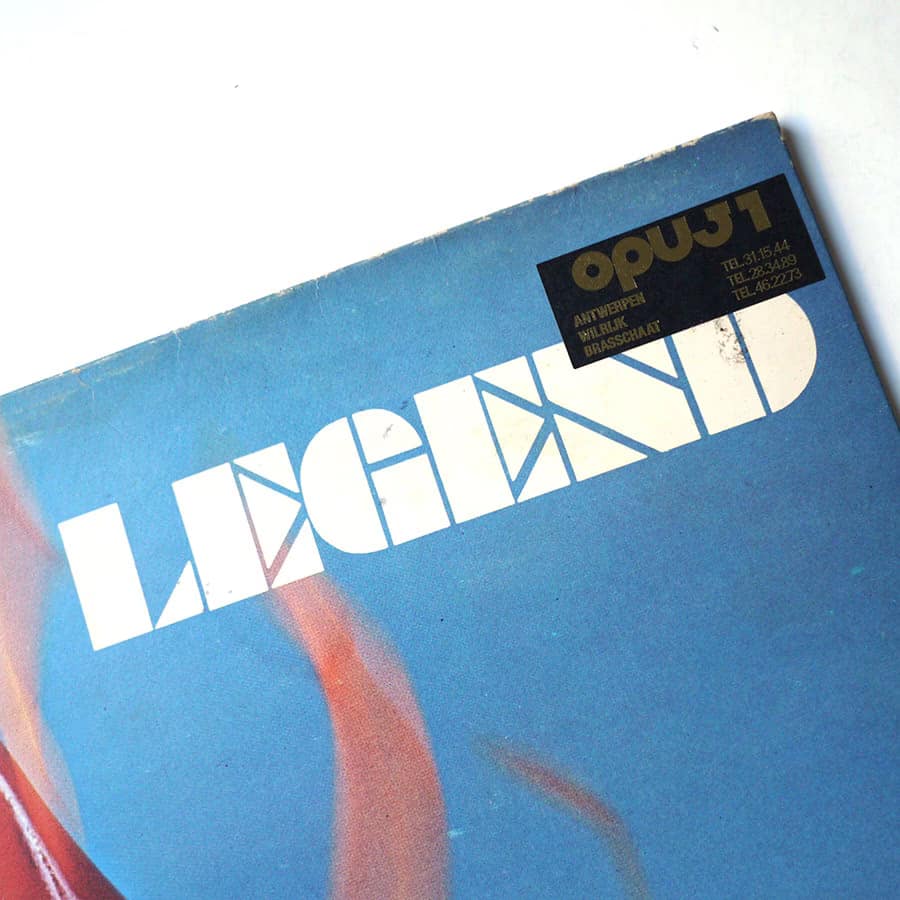 OPUS 1
ANTWERPEN TEL.31.15.44
WILRIJK TEL.28.34.89
BRASSCHAAT TEL.46.22.73
LEGEND